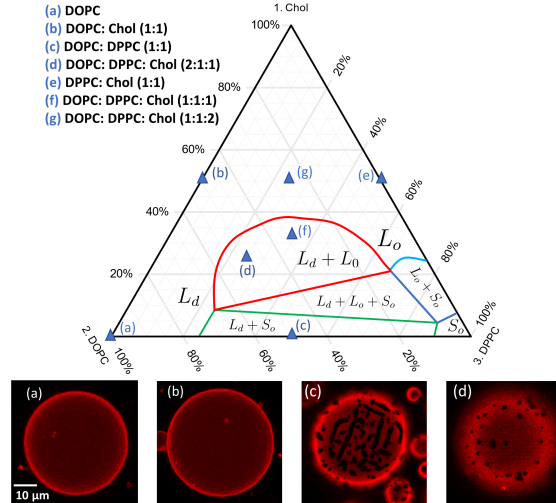 (a) DOPC
(b) DOPC: Chol (1:1)
(c) DOPC: DPPC (1:1)
(d) DOPC: DPPC: Chol (2:1:1)
(e) DPPC: Chol (1:1)
(f) DOPC: DPPC: Chol (1:1:1)
(g) DOPC: DPPC: Chol (1:1:2)
1. Chol
100%
80%
20%
60%
40%
(b)
(g)
(e)
40%
60%
(f)
L_o
(d)
L_d + L_0
80%
20%
L_o + S_o
L_d
L_d + L_o + S_o
100%
(a)
L_d + S_o
(c)
S_o
2. DOPC
100%
80%
60%
40%
20%
3. DPPC
(a)
(b)
(c)
(d)
10 μm